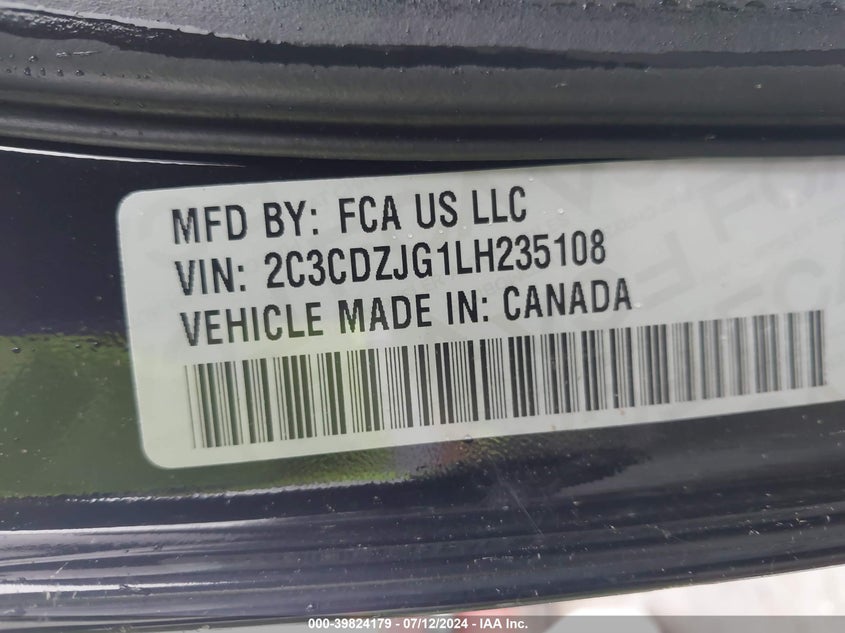 MFD BY: FCA US LLC
VIN: 2C3CDZJG1LH235108
VEHICLE MADE IN: CANADA
000-39824179 - 07/12/2024 - IAA Inc.